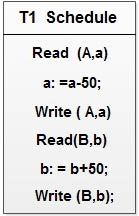 T1 Schedule
Read (A,a)
a: =a-50;
Write ( A,a)
Read(B,b)
b: = b+50;
Write (B,b);